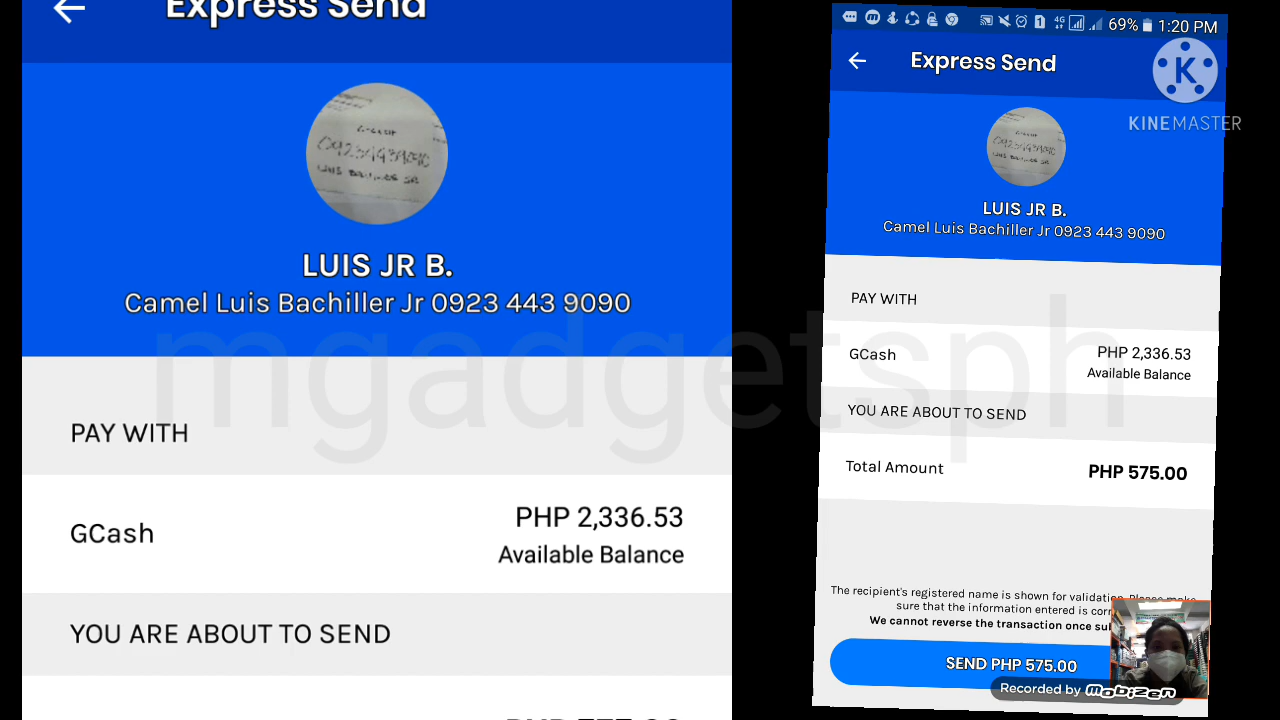 Express Send
LUIS JR B.
Camel Luis Bachiller Jr 0923 443 9090
PAY WITH
GCash
PHP 2,336.53
Available Balance
YOU ARE ABOUT TO SEND
69% 1:20 PM
Express Send
K
KINEMASTER
LUIS JR B.
Camel Luis Bachiller Jr 0923 443 9090
PAY WITH
GCash
PHP 2,336.53
Available Balance
YOU ARE ABOUT TO SEND
Total Amount
PHP 575.00
The recipient's registered name is shown for validation. Please make
sure that the information entered is
We cannot reverse the transaction once
SEND PHP 575.00
Recorded by Mobizen
mgadgetsph